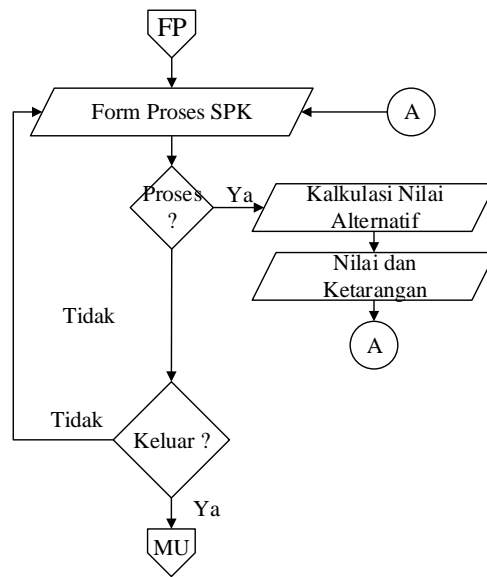 FP
Form Proses SPK
A
Proses
?
Ya
Kalkulasi Nilai
Alternatif
Nilai dan
Ketarangan
A
Tidak
Tidak
Keluar ?
Ya
MU